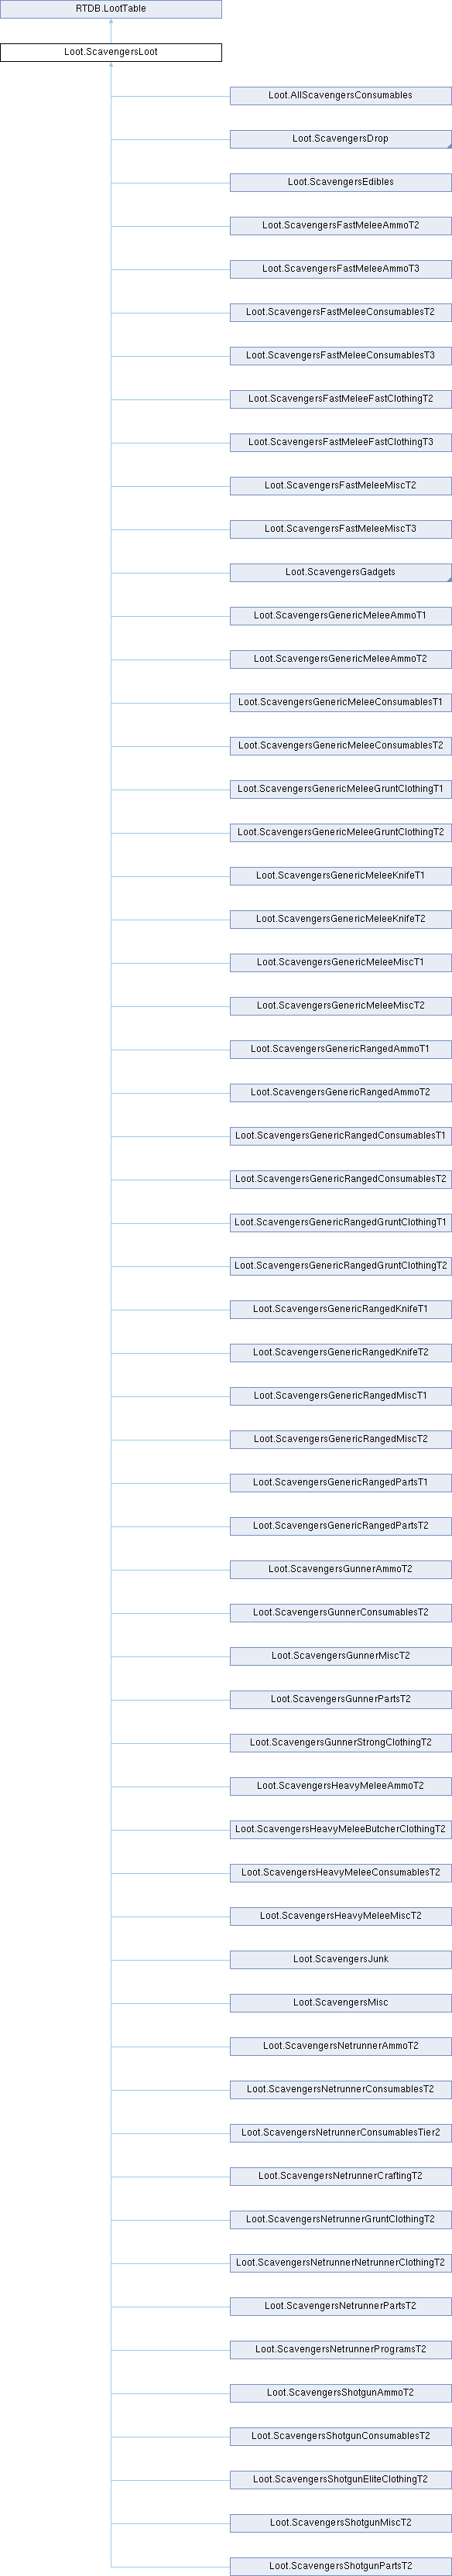 RTDB.LootTable
Loot.ScavengersLoot
Loot.AllScavengersConsumables
Loot.ScavengersDrop
Loot.ScavengersEdibles
Loot.ScavengersFastMeleeAmmoT2
Loot.ScavengersFastMeleeAmmoT3
Loot.ScavengersFastMeleeConsumablesT2
Loot.ScavengersFastMeleeConsumablesT3
Loot.ScavengersFastMeleeFastClothingT2
Loot.ScavengersFastMeleeFastClothingT3
Loot.ScavengersFastMeleeMiscT2
Loot.ScavengersFastMeleeMiscT3
Loot.ScavengersGadgets
Loot.ScavengersGenericMeleeAmmoT1
Loot.ScavengersGenericMeleeAmmoT2
Loot.ScavengersGenericMeleeConsumablesT1
Loot.ScavengersGenericMeleeConsumablesT2
Loot.ScavengersGenericMeleeGruntClothingT1
Loot.ScavengersGenericMeleeGruntClothingT2
Loot.ScavengersGenericMeleeKnifeT1
Loot.ScavengersGenericMeleeKnifeT2
Loot.ScavengersGenericMeleeMiscT1
Loot.ScavengersGenericMeleeMiscT2
Loot.ScavengersGenericRangedAmmoT1
Loot.ScavengersGenericRangedAmmoT2
Loot.ScavengersGenericRangedConsumablesT1
Loot.ScavengersGenericRangedConsumablesT2
Loot.ScavengersGenericRangedGruntClothingT1
Loot.ScavengersGenericRangedGruntClothingT2
Loot.ScavengersGenericRangedKnifeT1
Loot.ScavengersGenericRangedKnifeT2
Loot.ScavengersGenericRangedMiscT1
Loot.ScavengersGenericRangedMiscT2
Loot.ScavengersGenericRangedPartsT1
Loot.ScavengersGenericRangedPartsT2
Loot.ScavengersGunnerAmmoT2
Loot.ScavengersGunnerConsumablesT2
Loot.ScavengersGunnerMiscT2
Loot.ScavengersGunnerPartsT2
Loot.ScavengersGunnerStrongClothingT2
Loot.ScavengersHeavyMeleeAmmoT2
Loot.ScavengersHeavyMeleeButcherClothingT2
Loot.ScavengersHeavyMeleeConsumablesT2
Loot.ScavengersHeavyMeleeMiscT2
Loot.ScavengersJunk
Loot.ScavengersMisc
Loot.ScavengersNetrunnerAmmoT2
Loot.ScavengersNetrunnerConsumablesT2
Loot.ScavengersNetrunnerConsumablesTier2
Loot.ScavengersNetrunnerCraftingT2
Loot.ScavengersNetrunnerGruntClothingT2
Loot.ScavengersNetrunnerNetrunnerClothingT2
Loot.ScavengersNetrunnerPartsT2
Loot.ScavengersNetrunnerProgramsT2
Loot.ScavengersShotgunAmmoT2
Loot.ScavengersShotgunConsumablesT2
Loot.ScavengersShotgunEliteClothingT2
Loot.ScavengersShotgunMiscT2
Loot.ScavengersShotgunPartsT2